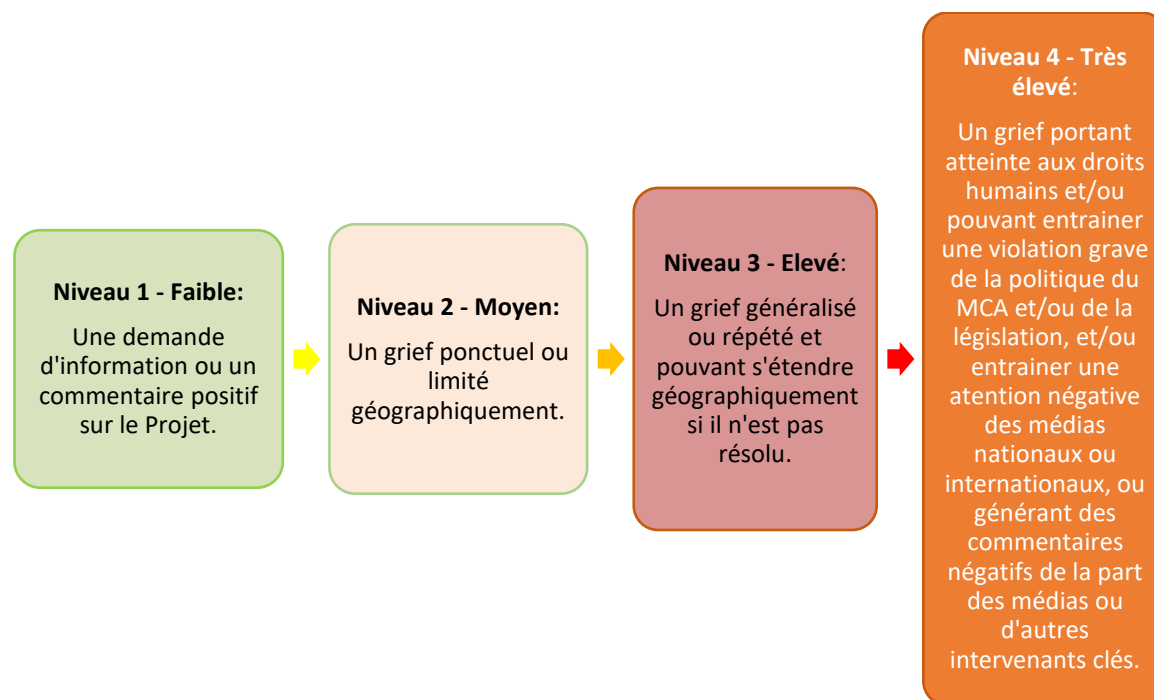 Niveau 1 - Faible:
Une demande
d'information ou un
commentaire positif
sur le Projet.
Niveau 2 - Moyen:
Un grief ponctuel ou
limité
géographiquement.
Niveau 3 - Elevé:
Un grief généralisé
ou répété et
pouvant s'étendre
géographiquement
si il n'est pas
résolu.
Niveau 4 - Très
élevé:
Un grief portant
atteinte aux droits
humains et/ou
pouvant entrainer
une violation grave
de la politique du
MCA et/ou de la
législation, et/ou
entrainer une
atention négative
des médias
nationaux ou
internationaux, ou
générant des
commentaires
négatifs de la part
des médias ou
d'autres
intervenants clés.